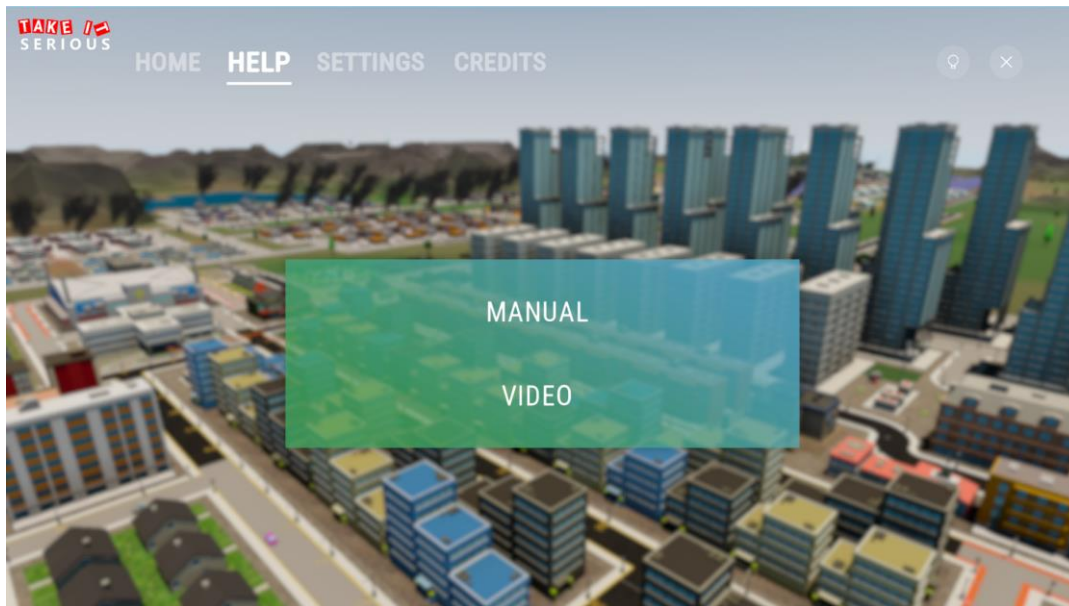 TAKE IT
SERIOUS
HOME HELP SETTINGS CREDITS
MANUAL
VIDEO